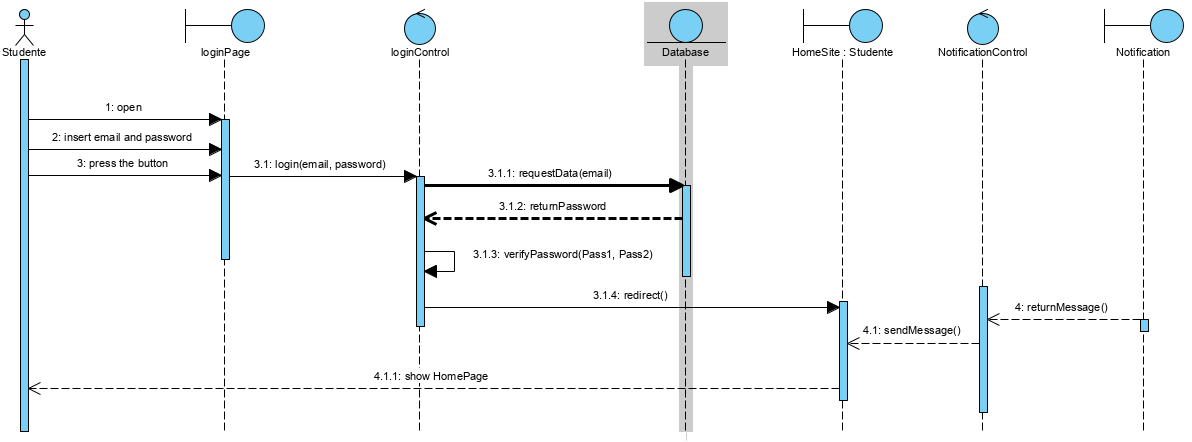 Studente
loginPage
loginControl
Database
HomeSite : Studente
NotificationControl
Notification
1: open
2: insert email and password
3: press the button
3.1: login(email, password)
3.1.1: requestData(email)
3.1.2: returnPassword
3.1.3: verifyPassword(Pass1, Pass2)
3.1.4: redirect()
4: returnMessage()
4.1: sendMessage()
4.1.1: show HomePage